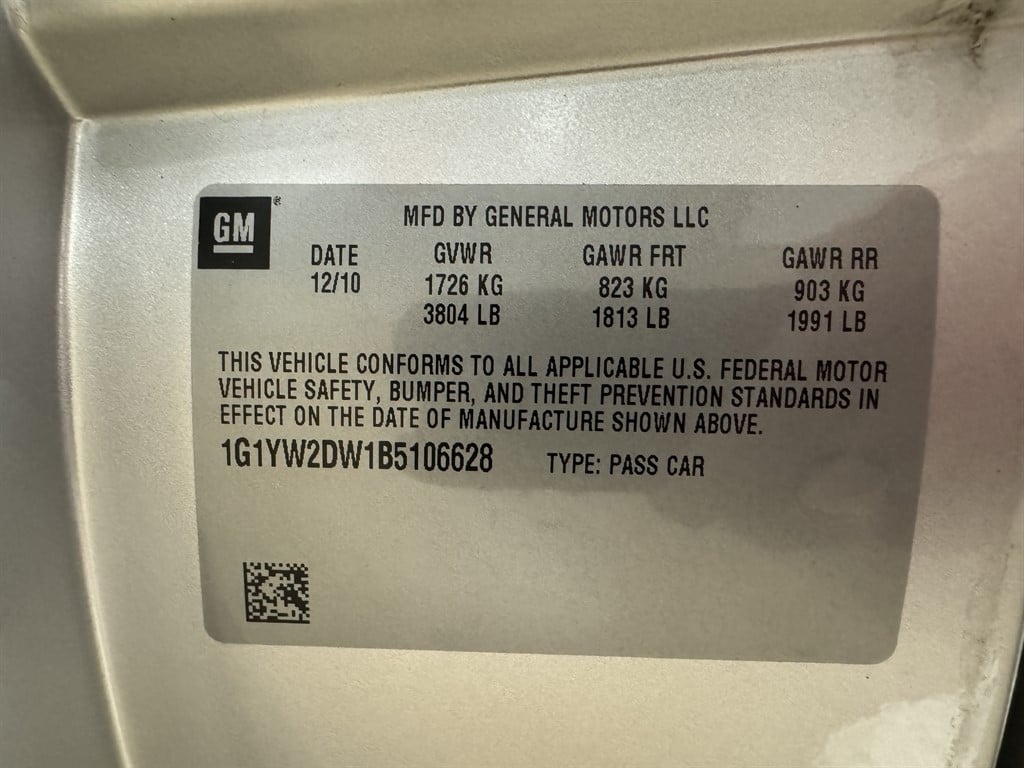 GM®
MFD BY GENERAL MOTORS LLC
DATE GVWR GAWR FRT GAWR RR
12/10 1726 KG 823 KG 903 KG
3804 LB 1813 LB 1991 LB
THIS VEHICLE CONFORMS TO ALL APPLICABLE U.S. FEDERAL MOTOR
VEHICLE SAFETY, BUMPER, AND THEFT PREVENTION STANDARDS IN
EFFECT ON THE DATE OF MANUFACTURE SHOWN ABOVE.
1G1YW2DW1B5106628 TYPE: PASS CAR